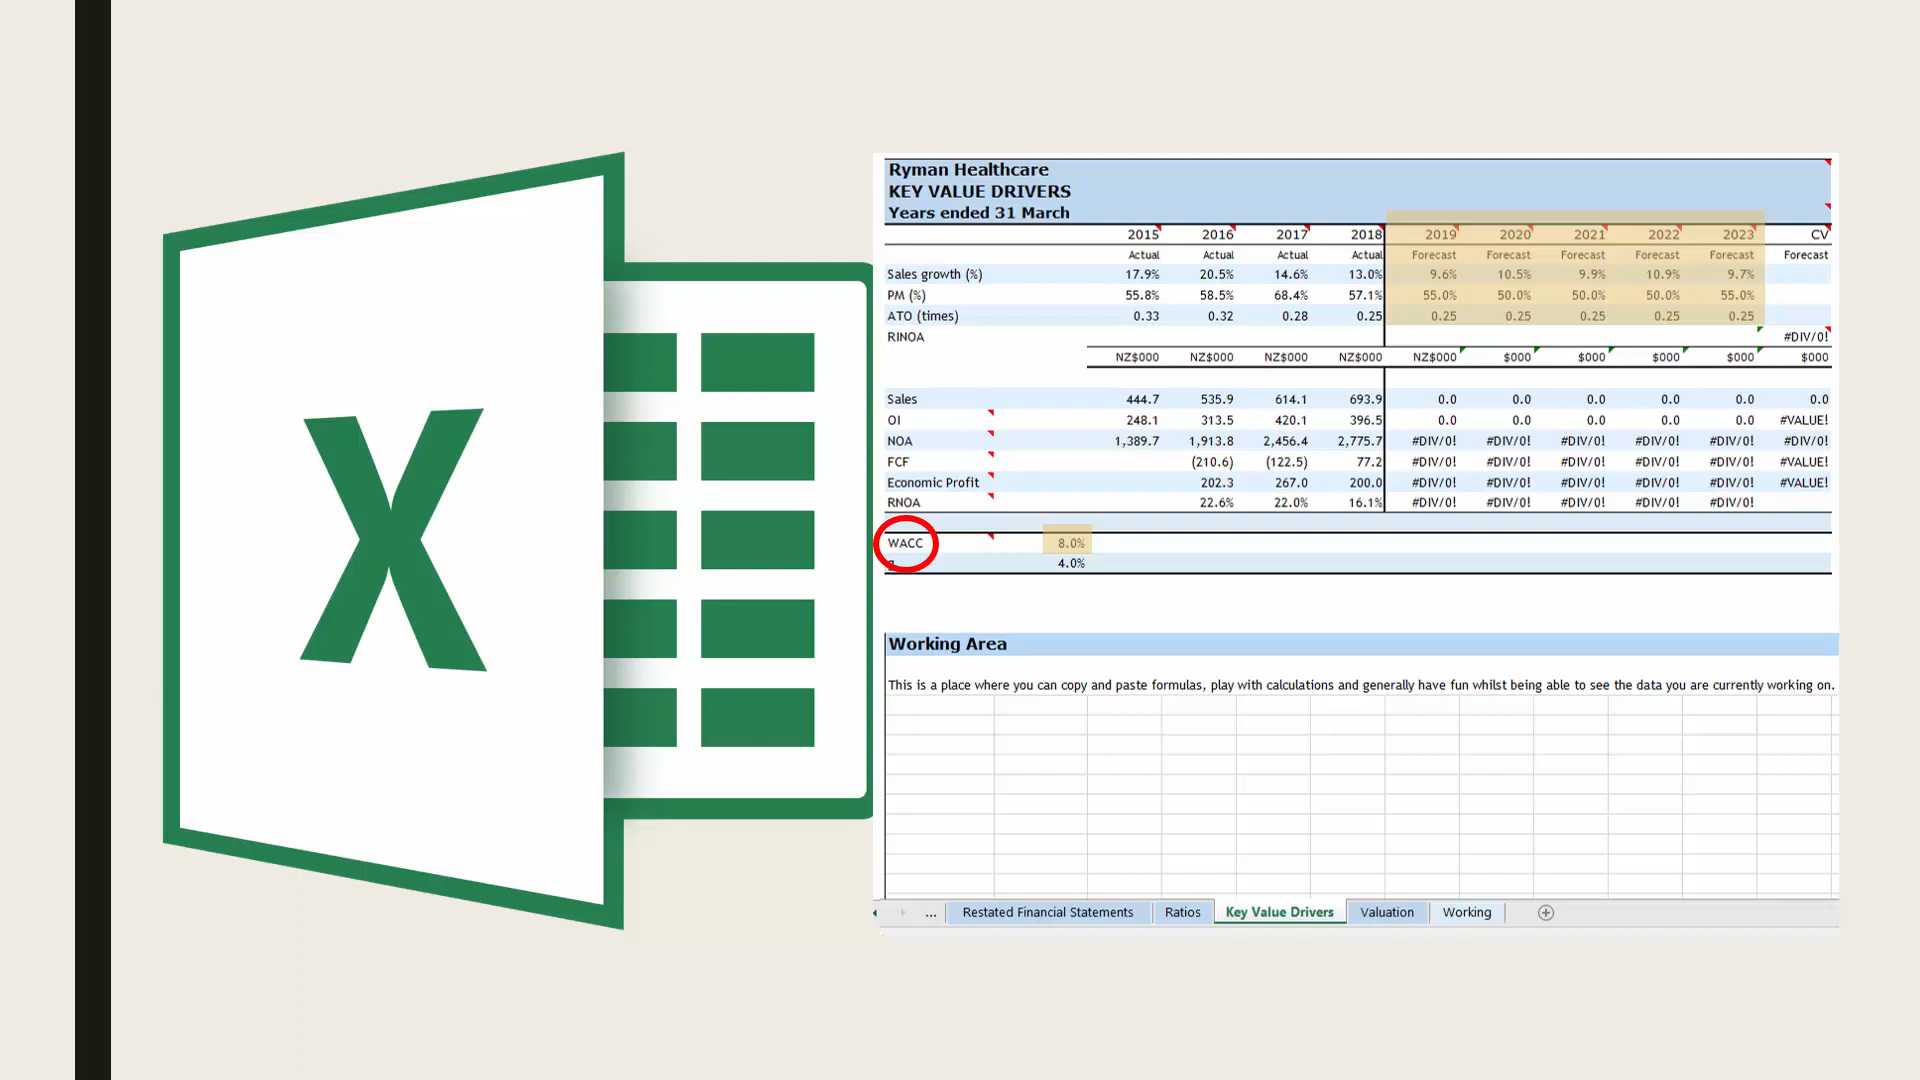 X
Ryman Healthcare
KEY VALUE DRIVERS
Years ended 31 March
2015 2016 2017 2018 2019 2020 2021 2022 2023 CV
Actual Actual Actual Actual Forecast Forecast Forecast Forecast Forecast Forecast
Sales growth (%) 17.9% 20.5% 14.6% 13.0% 9.6% 10.5% 9.9% 10.9% 9.7%
PM (%) 55.8% 58.5% 68.4% 57.1% 55.0% 50.0% 50.0% 50.0% 55.0%
ATO (times) 0.33 0.32 0.28 0.25 0.25 0.25 0.25 0.25 0.25
RINOA #DIV/0!
NZ$000 NZ$000 NZ$000 NZ$000 NZ$000 $000 $000 $000 $000 $000
Sales 444.7 535.9 614.1 693.9 0.0 0.0 0.0 0.0 0.0 0.0
OI 248.1 313.5 420.1 396.5 0.0 0.0 0.0 0.0 0.0 #VALUE!
NOA 1,389.7 1,913.8 2,456.4 2,775.7 #DIV/0! #DIV/0! #DIV/0! #DIV/0! #DIV/0! #DIV/0!
FCF (210.6) (122.5) 77.2 #DIV/0! #DIV/0! #DIV/0! #DIV/0! #DIV/0! #VALUE!
Economic Profit 202.3 267.0 200.0 #DIV/0! #DIV/0! #DIV/0! #DIV/0! #DIV/0! #VALUE!
RNOA 22.6% 22.0% 16.1% #DIV/0! #DIV/0! #DIV/0! #DIV/0! #DIV/0!
WACC 8.0%
4.0%
Working Area
This is a place where you can copy and paste formulas, play with calculations and generally have fun whilst being able to see the data you are currently working on.
... Restated Financial Statements Ratios Key Value Drivers Valuation Working